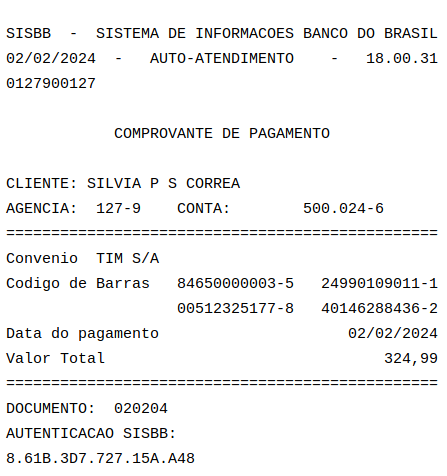 SISBB  -  SISTEMA DE INFORMACOES BANCO DO BRASIL
02/02/2024  -   AUTO-ATENDIMENTO    -   18.00.31
0127900127
COMPROVANTE DE PAGAMENTO
CLIENTE: SILVIA P S CORREA
AGENCIA:  127-9    CONTA:        500.024-6
================================================
Convenio  TIM S/A
Codigo de Barras   84650000003-5   24990109011-1
00512325177-8   40146288436-2
Data do pagamento                     02/02/2024
Valor Total                               324,99
================================================
DOCUMENTO:  020204
AUTENTICACAO SISBB:
8.61B.3D7.727.15A.A48